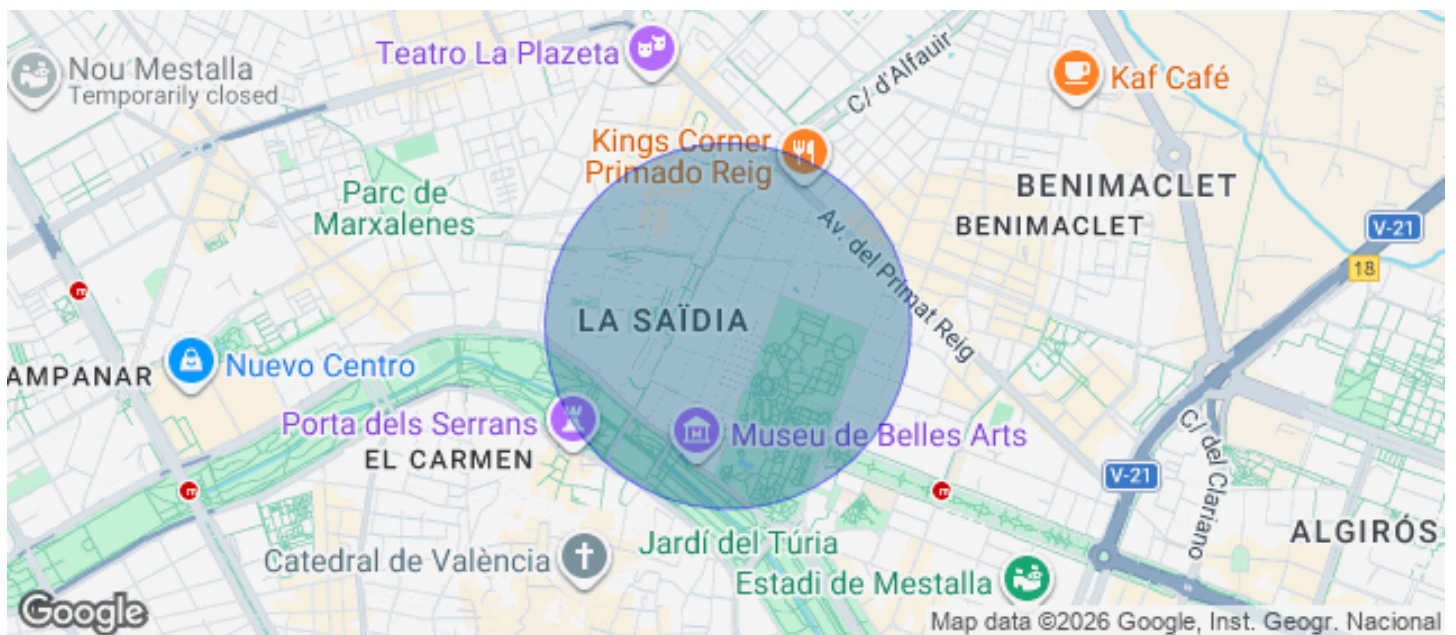 Teatro La Plazeta
Nou Mestalla
Temporarily closed
C/ d'Alfauir
Kaf Café
Kings Corner
Primado Reig
Parc de
Marxalenes
BENIMACLET
BENIMACLET
V-21
18
Av. del Primat Reig
LA SAÏDIA
Nuevo Centro
AMPANAR
Porta dels Serrans
EL CARMEN
Museu de Belles Arts
V-21
C/ del Clariano
ALGIRÓS
Jardí del Túria
Catedral de València
Estadi de Mestalla
Google
Map data ©2026 Google, Inst. Geogr. Nacional